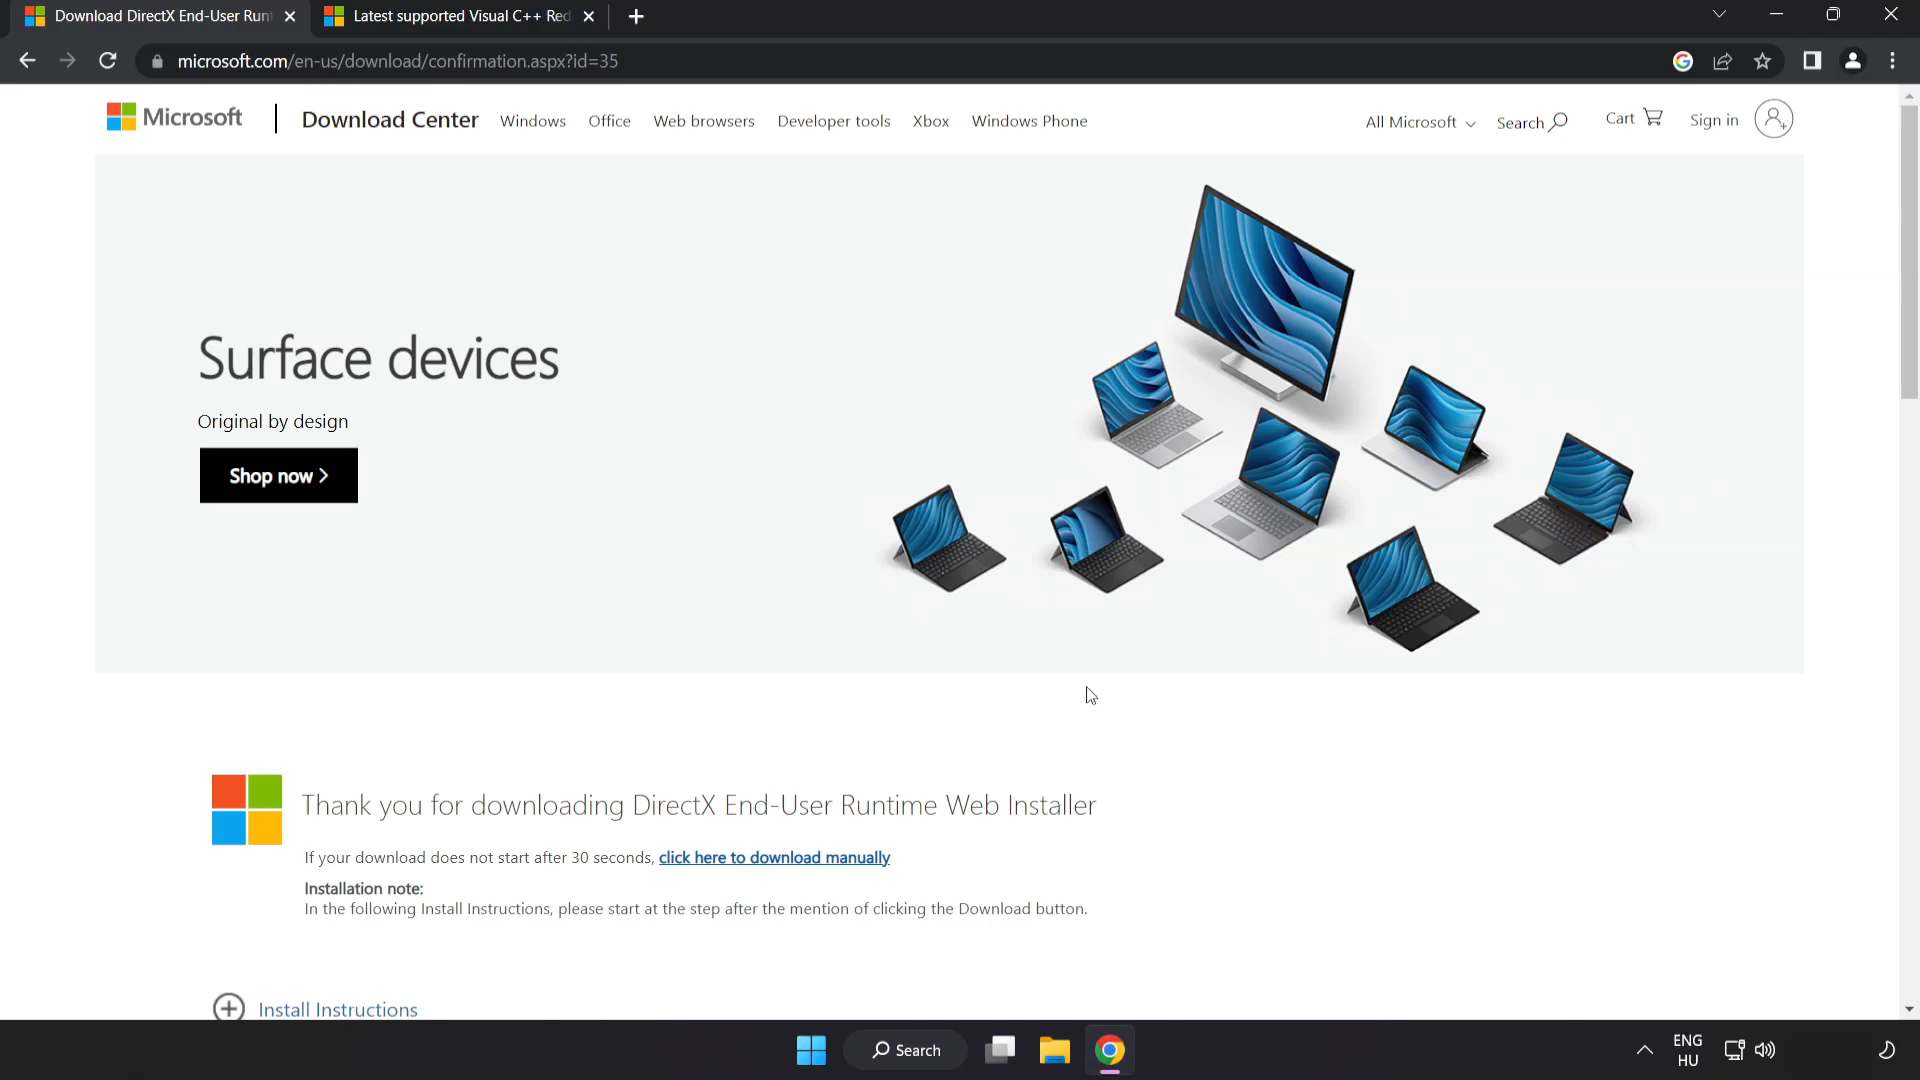 Download DirectX End-User Runt
Latest supported Visual C++ Red
microsoft.com/en-us/download/confirmation.aspx?id=35
Microsoft
Download Center
Windows
Office
Web browsers
Developer tools
Xbox
Windows Phone
All Microsoft
Search
Cart
Sign in
Surface devices
Original by design
Shop now
Thank you for downloading DirectX End-User Runtime Web Installer
If your download does not start after 30 seconds, click here to download manually
Installation note:
In the following Install Instructions, please start at the step after the mention of clicking the Download button.
Install Instructions
Search
ENG
HU